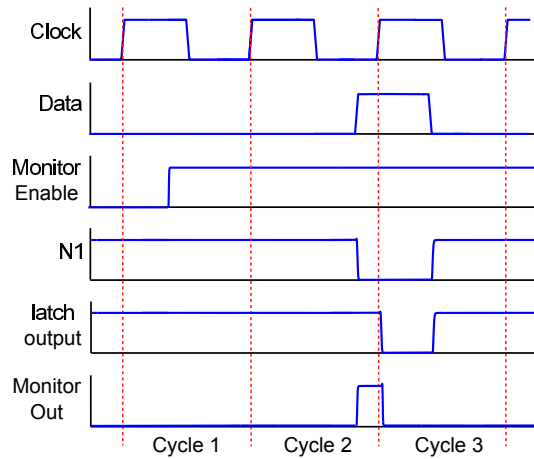 Clock
Data
Monitor
Enable
N1
latch
output
Monitor
Out
Cycle 1
Cycle 2
Cycle 3